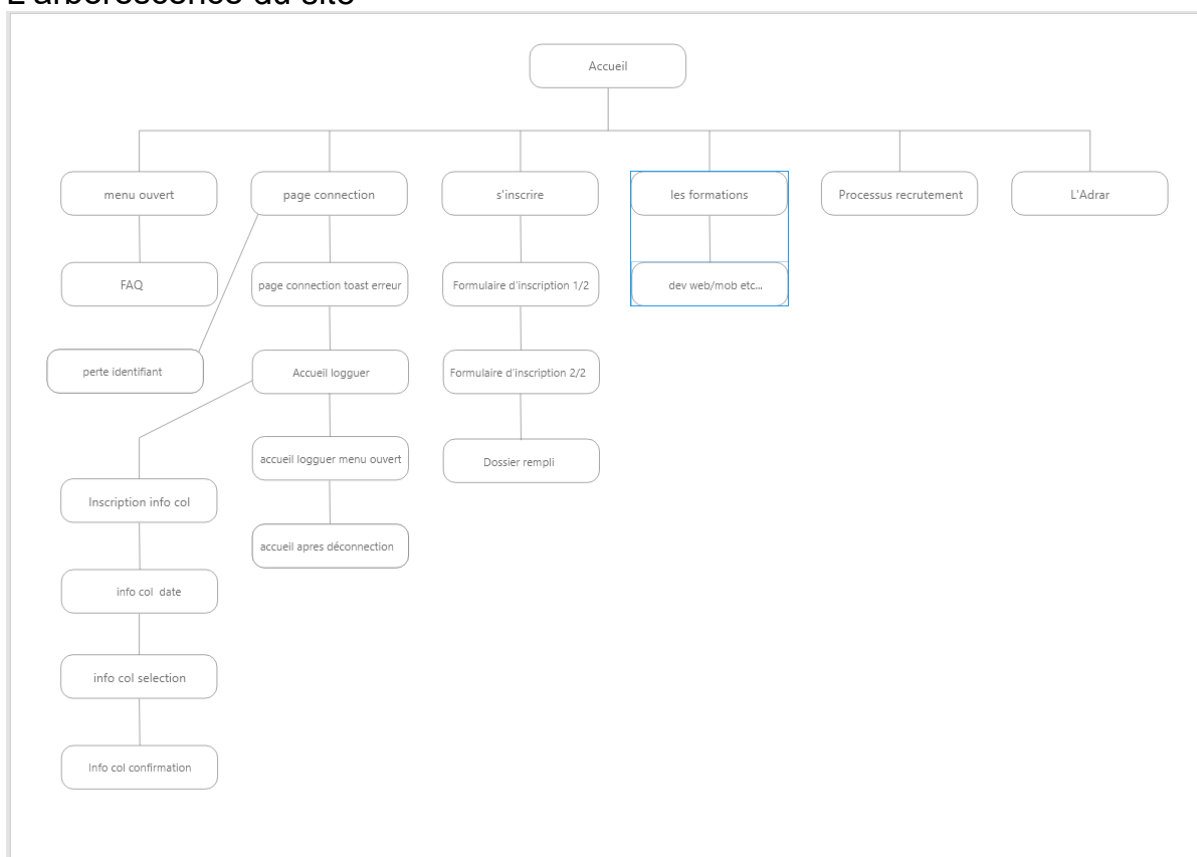 L'arborescence du site
Accueil
menu ouvert
page connection
s'inscrire
les formations
Processus recrutement
L'Adrar
FAQ
page connection toast erreur
Formulaire d'inscription 1/2
dev web/mob etc...
perte identifiant
Accueil logguer
Formulaire d'inscription 2/2
accueil logguer menu ouvert
Dossier rempli
Inscription info col
accueil apres déconnection
info col date
info col selection
Info col confirmation